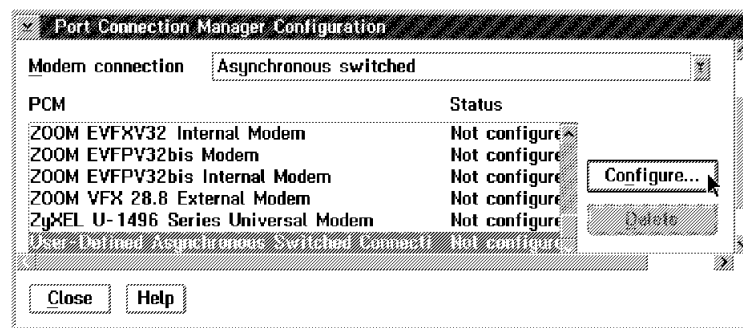 Port Connection Manager Configuration
Modem connection Asynchronous switched
PCM Status
ZOOM EVFXV32 Internal Modem Not configure
ZOOM EVFPV32bis Modem Not configure
ZOOM EVFPV32bis Internal Modem Not configure
ZOOM VFX 28.8 External Modem Not configure
ZyXEL U-1496 Series Universal Modem Not configure
User-Defined Asynchronous Switched Connecti Not configure
Configure...
Delete
Close Help